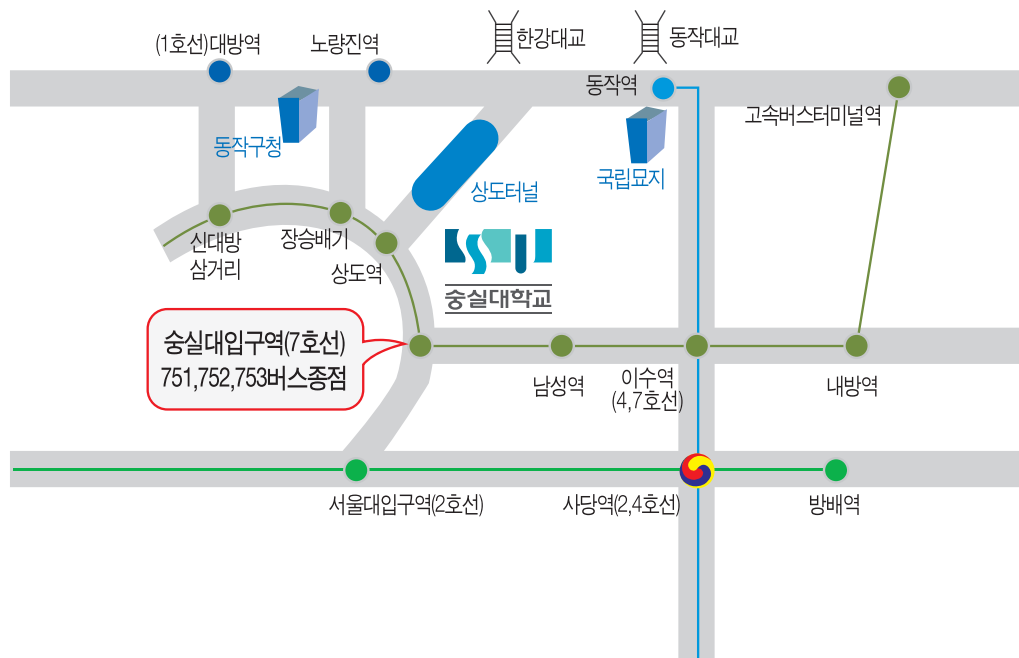 (1호선)대방역
노량진역
한강대교
동작대교
동작역
고속버스터미널역
동작구청
국립묘지
상도터널
신대방
삼거리
장승배기
상도역
숭실대학교
숭실대입구역(7호선)
751,752,753버스종점
남성역
이수역
(4,7호선)
내방역
서울대입구역(2호선)
사당역(2,4호선)
방배역